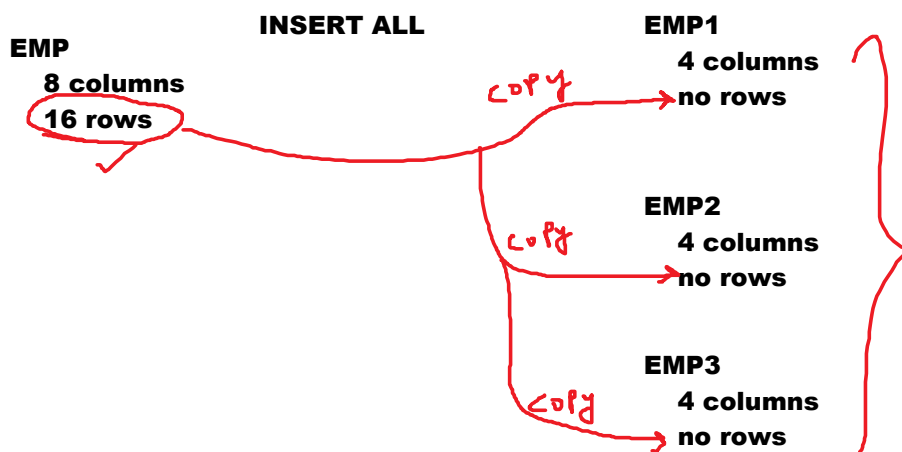 INSERT ALL
EMP
8 columns
16 rows
EMP1
4 columns
no rows
copy
EMP2
4 columns
no rows
copy
EMP3
4 columns
no rows
copy